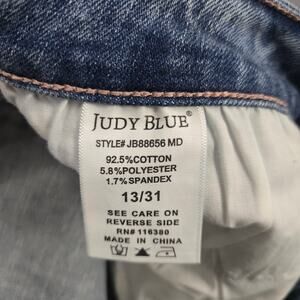 JUDY BLUE®
STYLE# JB88656 MD
92.5%COTTON
5.8%POLYESTER
1.7%SPANDEX
13/31
SEE CARE ON
REVERSE SIDE
RN# 116380
MADE IN CHINA